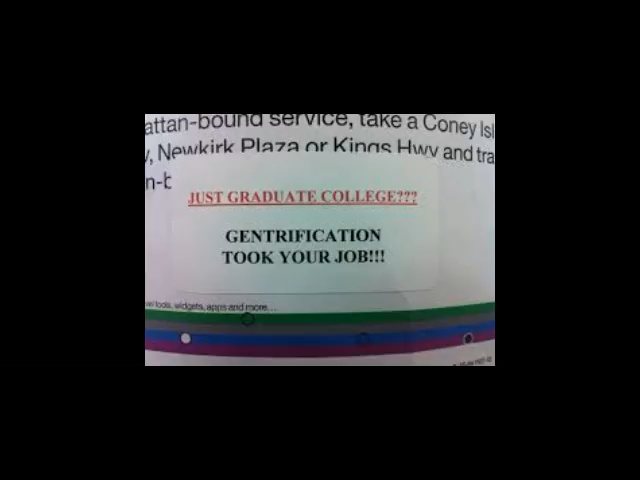 attan-bound service, take a Coney Isl
, Newkirk Plaza or Kings Hwy and tra
n-b
JUST GRADUATE COLLEGE???
GENTRIFICATION
TOOK YOUR JOB!!!
tools, widgets, apps and more...